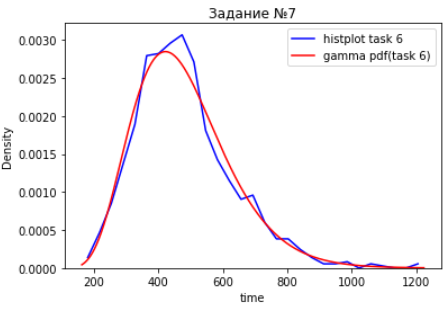 Задание №7
histplot task 6
gamma pdf(task 6)
0.0030
0.0025
0.0020
0.0015
0.0010
0.0005
0.0000
Density
200 400 600 800 1000 1200
time